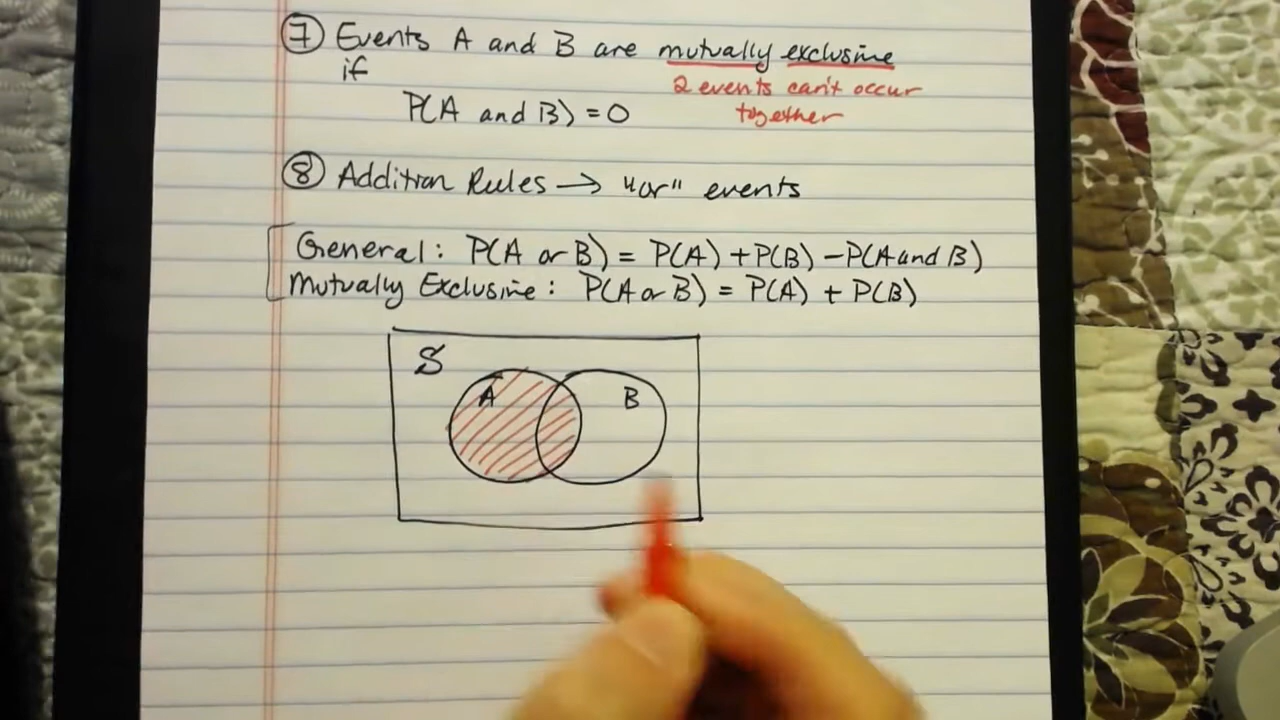 ⑦ Events A and B are mutually exclusive
if
2 events can't occur
together
P(A and B) = 0
⑧ Addition Rules → "or" events
General: P(A or B) = P(A) + P(B) - P(A and B)
Mutually Exclusive: P(A or B) = P(A) + P(B)
S
A
B